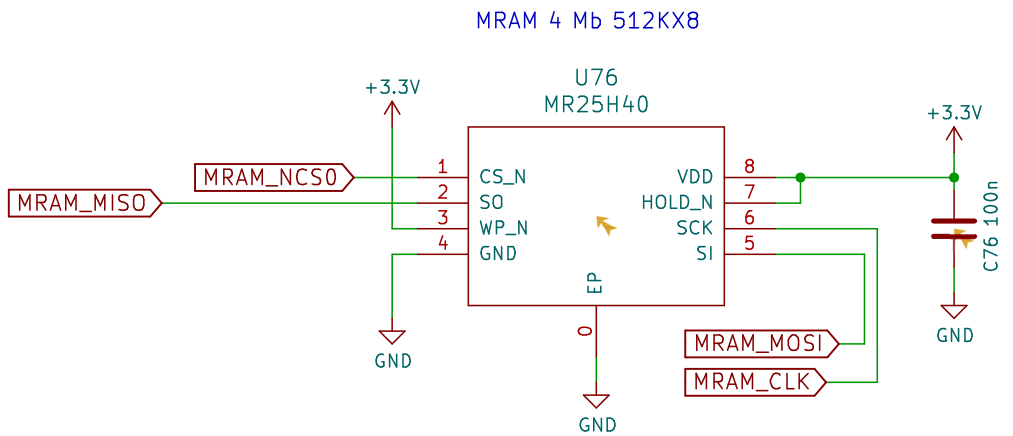 MRAM 4 Mb 512KX8
U76
MR25H40
+3.3V
+3.3V
MRAM_NCS0
MRAM_MISO
1
2
3
4
CS_N
SO
WP_N
GND
VDD
HOLD_N
SCK
SI
8
7
6
5
EP
0
C76 100n
GND
GND
GND
MRAM_MOSI
MRAM_CLK